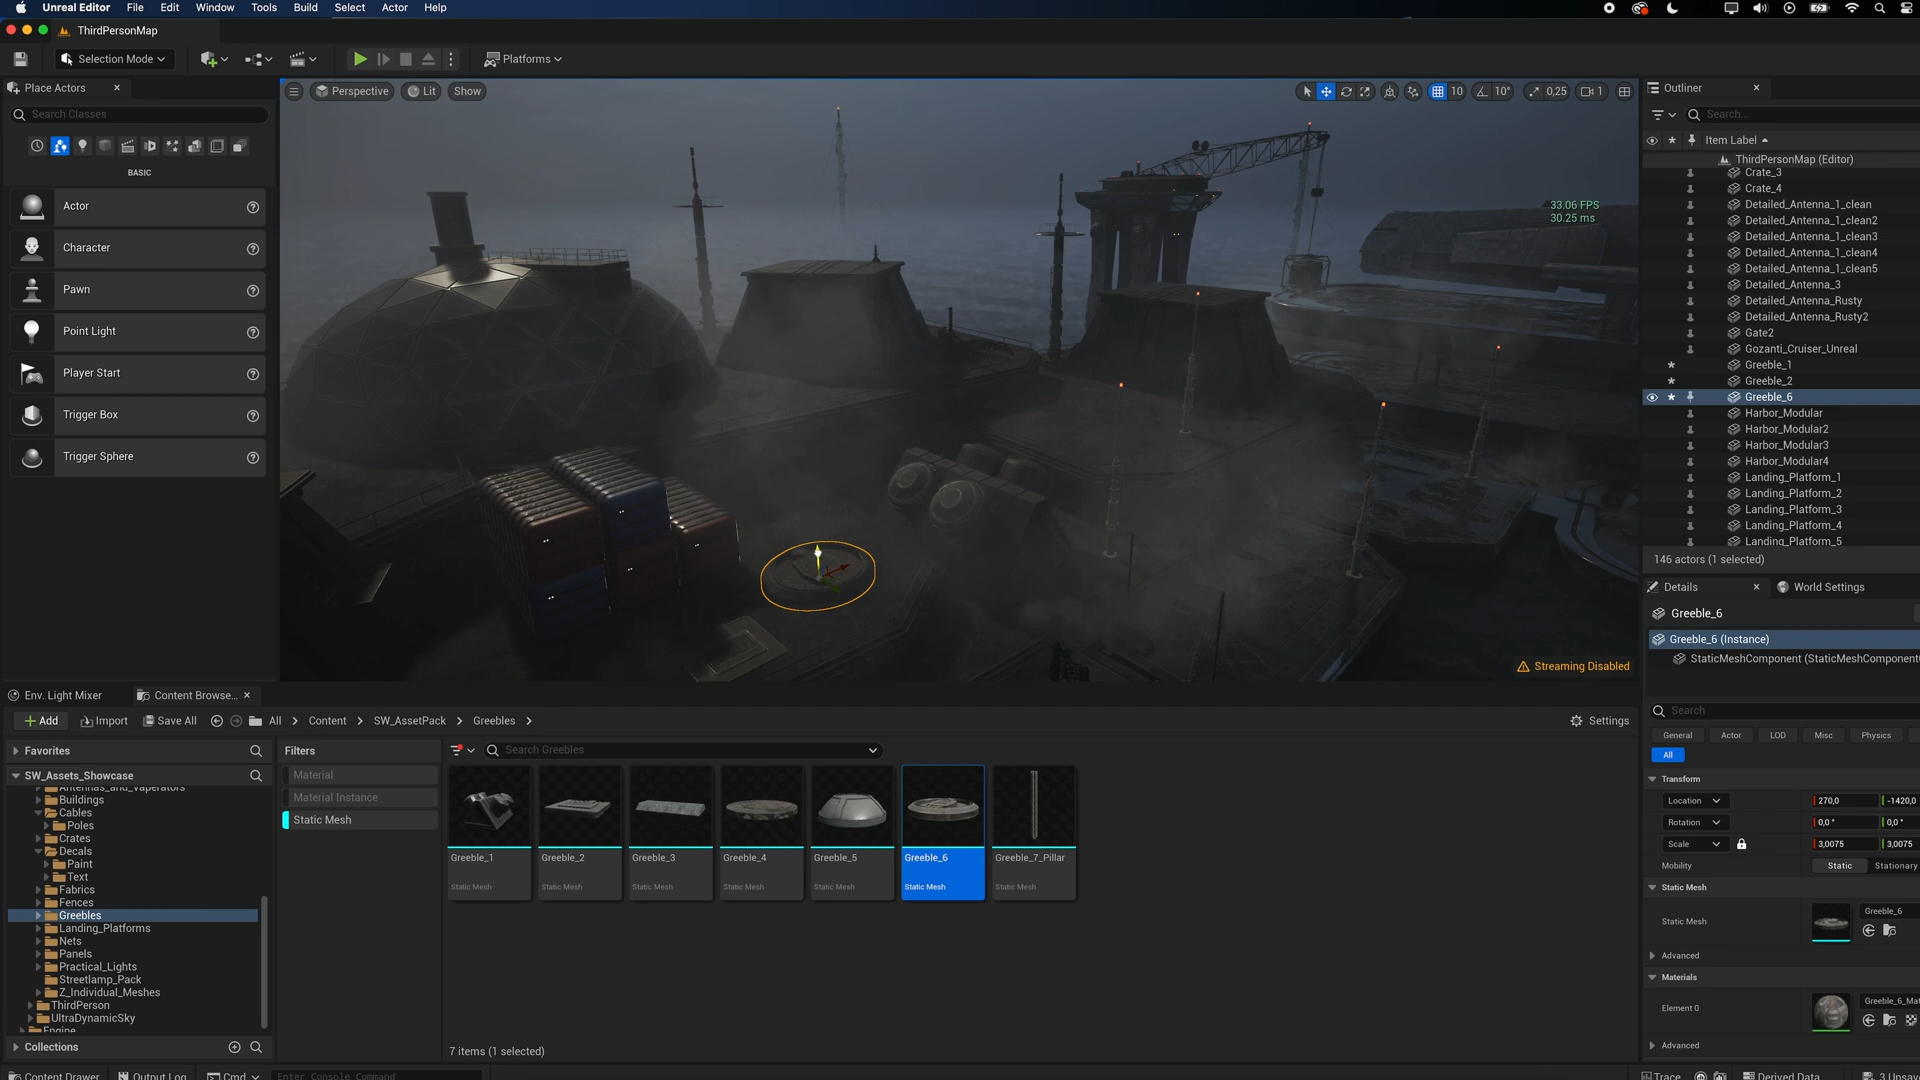 Unreal Editor File Edit Window Tools Build Select Actor Help
ThirdPersonMap
Selection Mode
Platforms
Place Actors
Search Classes
BASIC
Actor
Character
Pawn
Point Light
Player Start
Trigger Box
Trigger Sphere
Perspective Lit Show
10 10° 0,25 1
33.06 FPS
30.25 ms
Streaming Disabled
Outliner
Search...
Item Label
ThirdPersonMap (Editor)
Crate_3
Crate_4
Detailed_Antenna_1_clean
Detailed_Antenna_1_clean2
Detailed_Antenna_1_clean3
Detailed_Antenna_1_clean4
Detailed_Antenna_1_clean5
Detailed_Antenna_3
Detailed_Antenna_Rusty
Detailed_Antenna_Rusty2
Gate2
Gozanti_Cruiser_Unreal
Greeble_1
Greeble_2
Greeble_6
Harbor_Modular
Harbor_Modular2
Harbor_Modular3
Harbor_Modular4
Landing_Platform_1
Landing_Platform_2
Landing_Platform_3
Landing_Platform_4
Landing_Platform_5
146 actors (1 selected)
Details World Settings
Greeble_6
Greeble_6 (Instance)
StaticMeshComponent (StaticMeshComponent
Search
General Actor LOD Misc Physics
All
Transform
Location 270,0 -1420,0
Rotation 0,0 ° 0,0 °
Scale 3,0075 3,0075
Mobility Static Stationary
Static Mesh
Static Mesh Greeble_6
Advanced
Materials
Element 0 Greeble_6_Mat
Advanced
Env. Light Mixer Content Browse...
Add Import Save All All Content SW_AssetPack Greebles Settings
Favorites
SW_Assets_Showcase
Antennas_and_Vaperators
Buildings
Cables
Poles
Crates
Decals
Paint
Text
Fabrics
Fences
Greebles
Landing_Platforms
Nets
Panels
Practical_Lights
Streetlamp_Pack
Z_Individual_Meshes
ThirdPerson
UltraDynamicSky
Engine
Collections
Filters
Material
Material Instance
Static Mesh
Search Greebles
Greeble_1 Greeble_2 Greeble_3 Greeble_4 Greeble_5 Greeble_6 Greeble_7_Pillar
Static Mesh Static Mesh Static Mesh Static Mesh Static Mesh Static Mesh Static Mesh
7 items (1 selected)
Content Drawer Output Log Cmd Enter Console Command Trace Derived Data 3 Unsav